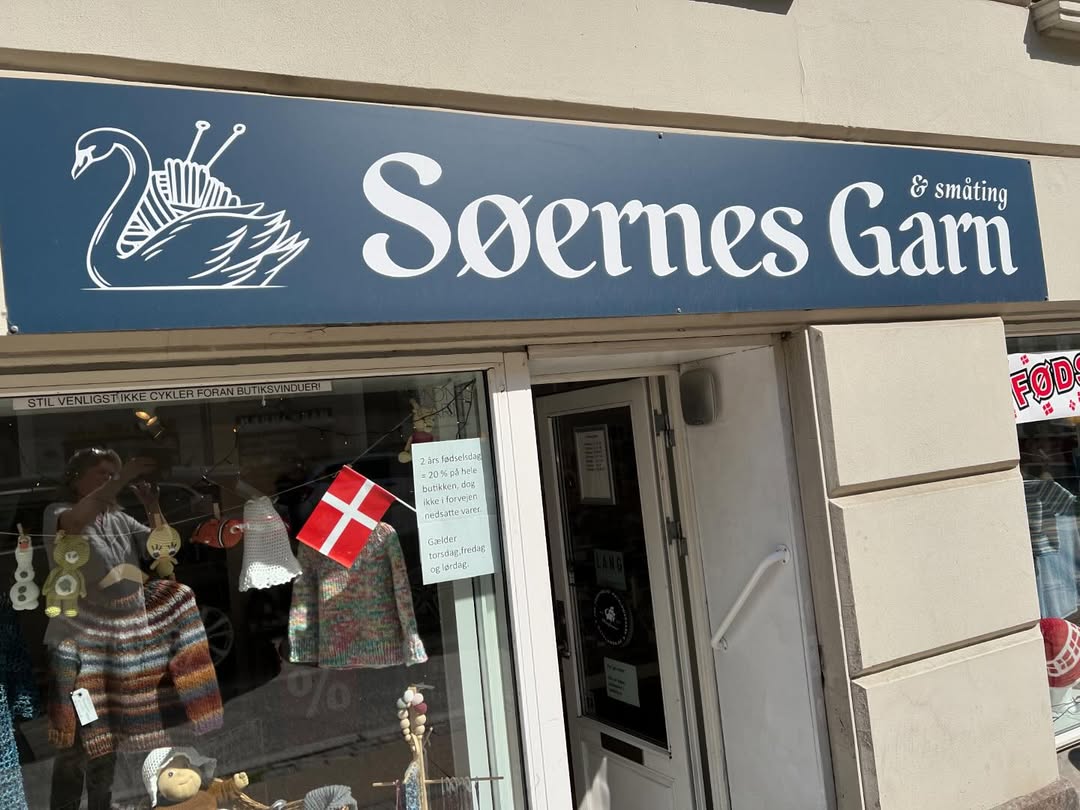 Søernes Garn
& småting
STIL VENLIGST IKKE CYKLER FORAN BUTIKSVINDUER!
FØDS
2 års fødselsdag
= 20 % på hele
butikken, dog
ikke i forvejen
nedsatte varer.
Gælder
torsdag,fredag
og lørdag.
LANG
%